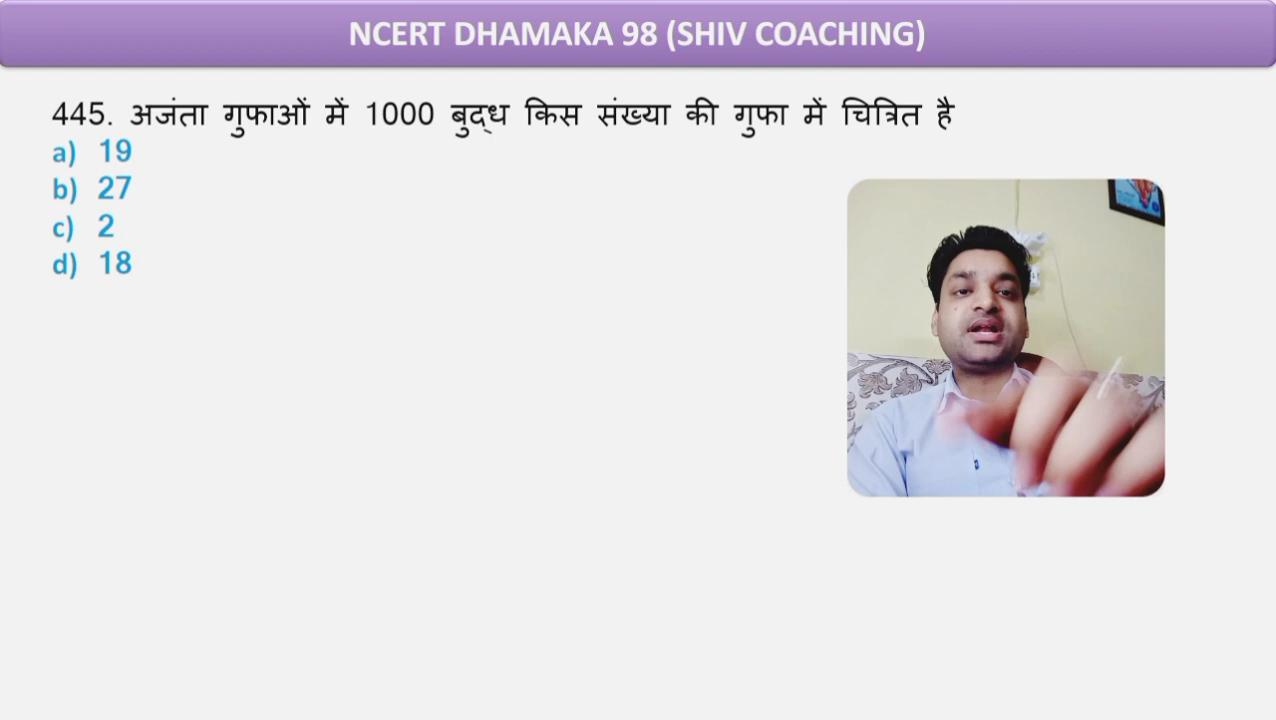 NCERT DHAMAKA 98 (SHIV COACHING)
445. अजंता गुफाओं में 1000 बुद्ध किस संख्या की गुफा में चित्रित है
a) 19
b) 27
c) 2
d) 18